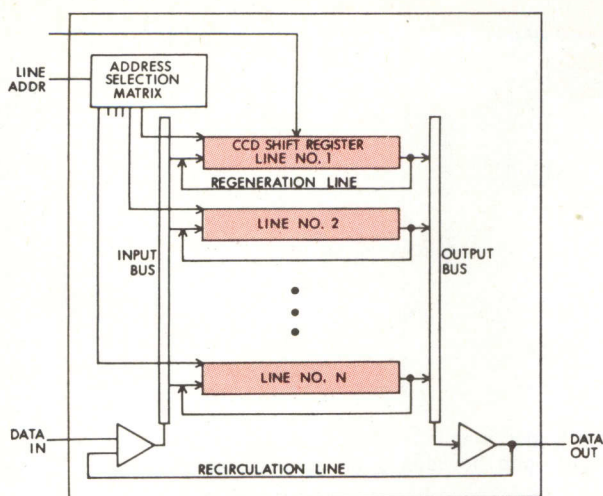 LINE
ADDR
ADDRESS
SELECTION
MATRIX
CCD SHIFT REGISTER
LINE NO. 1
REGENERATION LINE
LINE NO. 2
INPUT
BUS
OUTPUT
BUS
LINE NO. N
DATA
IN
DATA
OUT
RECIRCULATION LINE